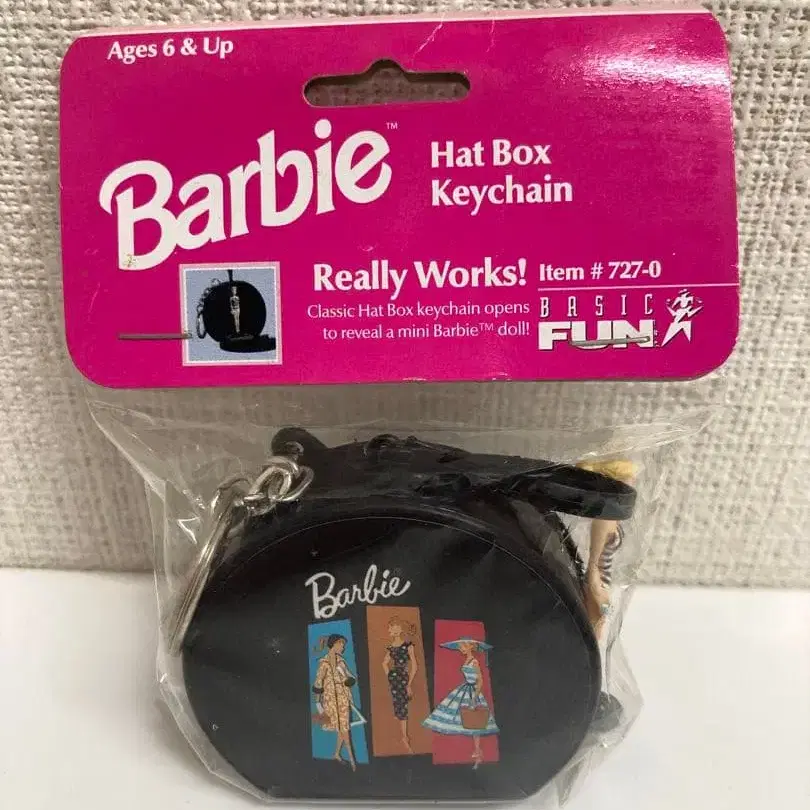 Ages 6 & Up
Barbie™
Hat Box
Keychain
Really Works!
Classic Hat Box keychain opens
to reveal a mini Barbie™ doll!
Item # 727-0
BASIC
FUN
Barbie